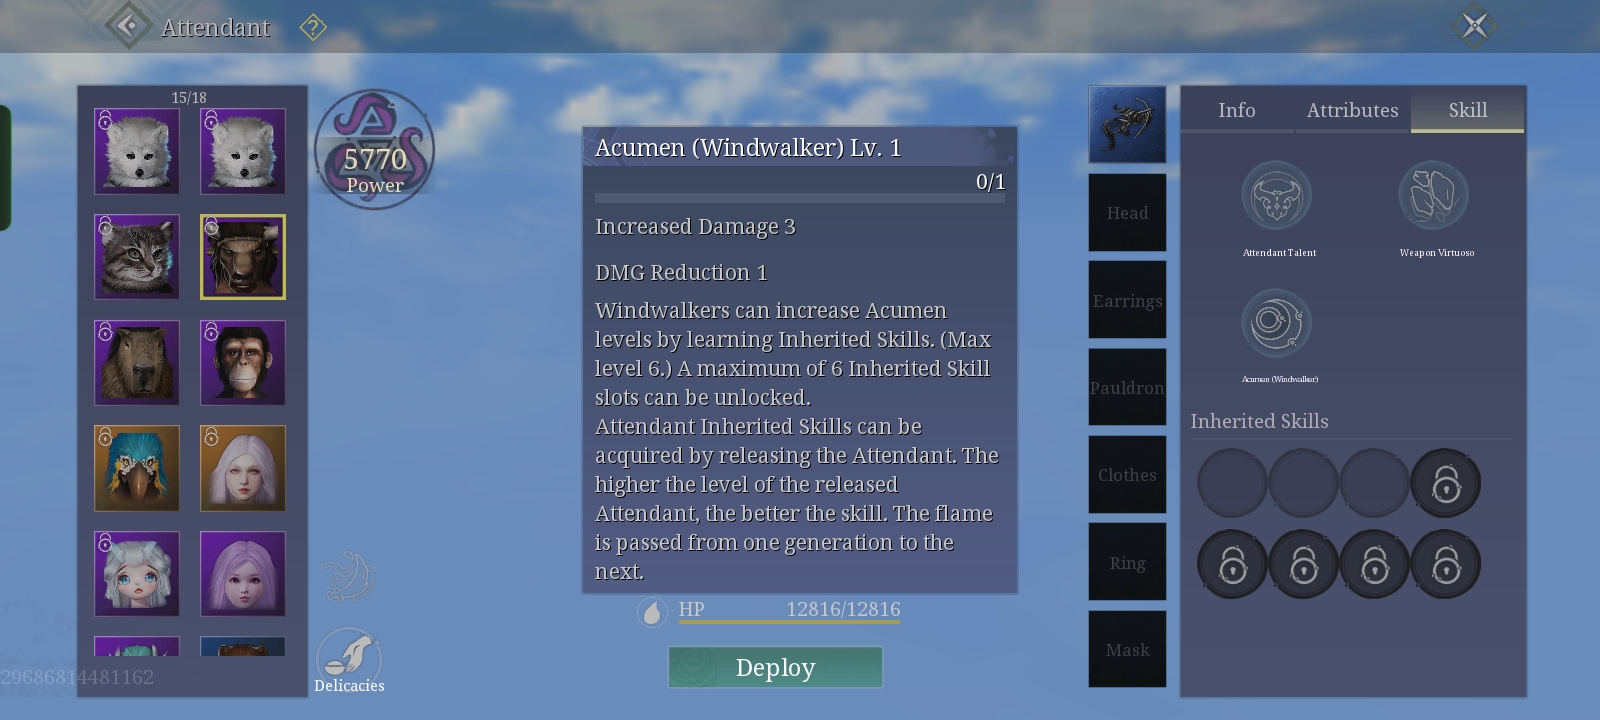 Attendant
?
15/18
5770
Power
Acumen (Windwalker) Lv. 1
0/1
Increased Damage 3
DMG Reduction 1
Windwalkers can increase Acumen
levels by learning Inherited Skills. (Max
level 6.) A maximum of 6 Inherited Skill
slots can be unlocked.
Attendant Inherited Skills can be
acquired by releasing the Attendant. The
higher the level of the released
Attendant, the better the skill. The flame
is passed from one generation to the
next.
HP 12816/12816
Deploy
Delicacies
29686814481162
Head
Earrings
Pauldron
Clothes
Ring
Mask
Info Attributes Skill
Attendant Talent Weapon Virtuoso
Acumen (Windwalker)
Inherited Skills